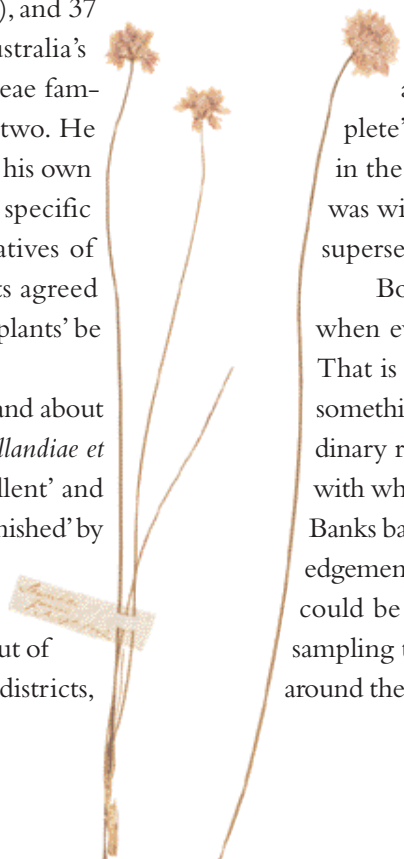 ), and 37
ustralia's
eae fam-
two. He
his own
specific
atives of
ts agreed
plants' be
and about
llandiae et
llent' and
nished' by
ut of
districts,
a
plete'
in the
was wi
superse
Bo
when ev
That is
somethi
dinary r
with wh
Banks ba
edgemen
could be
sampling t
around the